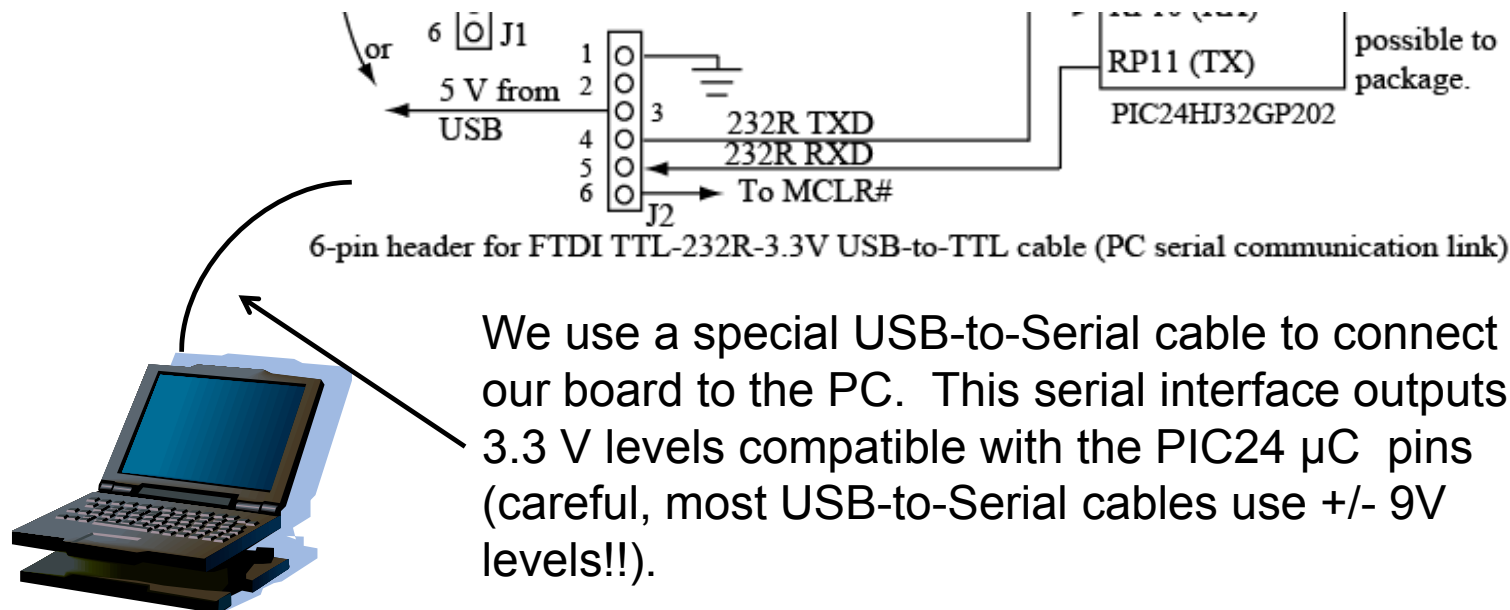 or
6 J1
1
2
3
4
5
6
5 V from
USB
232R TXD
232R RXD
To MCLR#
J2
RP11 (TX)
PIC24HJ32GP202
possible to
package.
6-pin header for FTDI TTL-232R-3.3V USB-to-TTL cable (PC serial communication link)
We use a special USB-to-Serial cable to connect
our board to the PC. This serial interface outputs
3.3 V levels compatible with the PIC24 µC pins
(careful, most USB-to-Serial cables use +/- 9V
levels!!).